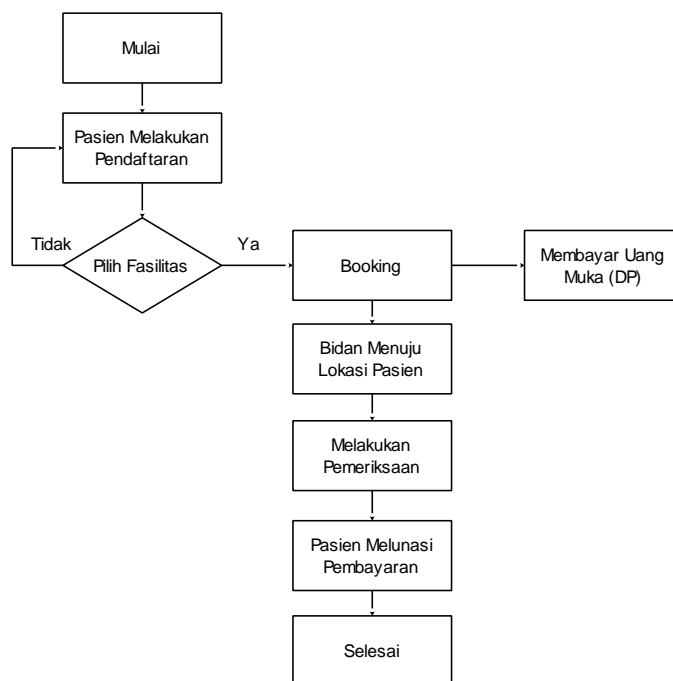 Mulai
Pasien Melakukan
Pendaftaran
Tidak
Pilih Fasilitas
Ya
Booking
Membayar Uang
Muka (DP)
Bidan Menuju
Lokasi Pasien
Melakukan
Pemeriksaan
Pasien Melunasi
Pembayaran
Selesai